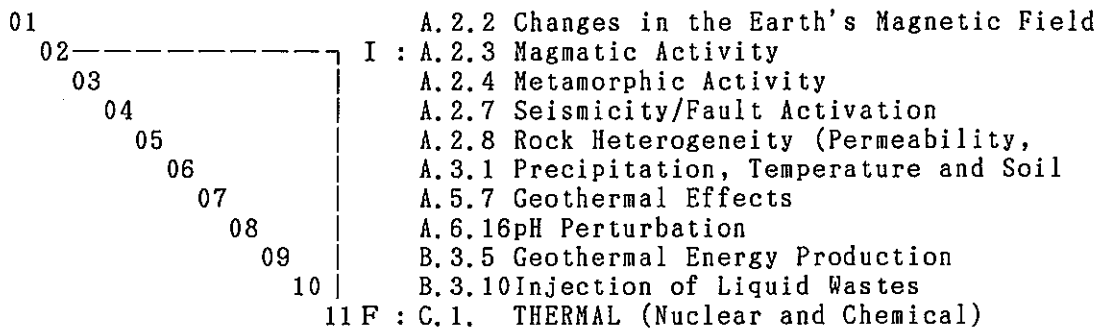 01 A.2.2 Changes in the Earth's Magnetic Field
02 I : A.2.3 Magmatic Activity
03 A.2.4 Metamorphic Activity
04 A.2.7 Seismicity/Fault Activation
05 A.2.8 Rock Heterogeneity (Permeability,
06 A.3.1 Precipitation, Temperature and Soil
07 A.5.7 Geothermal Effects
08 A.6.16pH Perturbation
09 B.3.5 Geothermal Energy Production
10 B.3.10Injection of Liquid Wastes
11 F : C.1. THERMAL (Nuclear and Chemical)